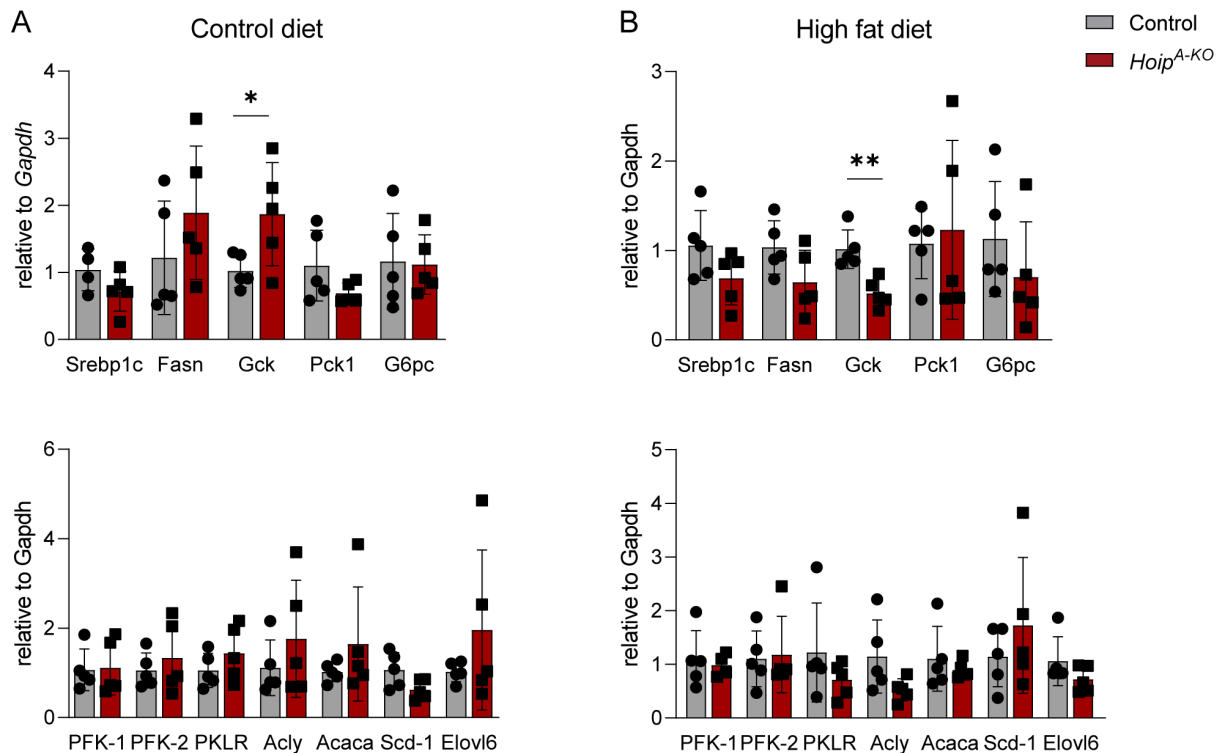 A
Control diet
B
High fat diet
Control
Hoip^A-KO
relative to Gapdh
4
3
2
1
0
*
Srebp1c Fasn Gck Pck1 G6pc
relative to Gapdh
3
2
1
0
**
Srebp1c Fasn Gck Pck1 G6pc
relative to Gapdh
6
4
2
0
PFK-1 PFK-2 PKLR Acly Acaca Scd-1 Elovl6
relative to Gapdh
5
4
3
2
1
0
PFK-1 PFK-2 PKLR Acly Acaca Scd-1 Elovl6